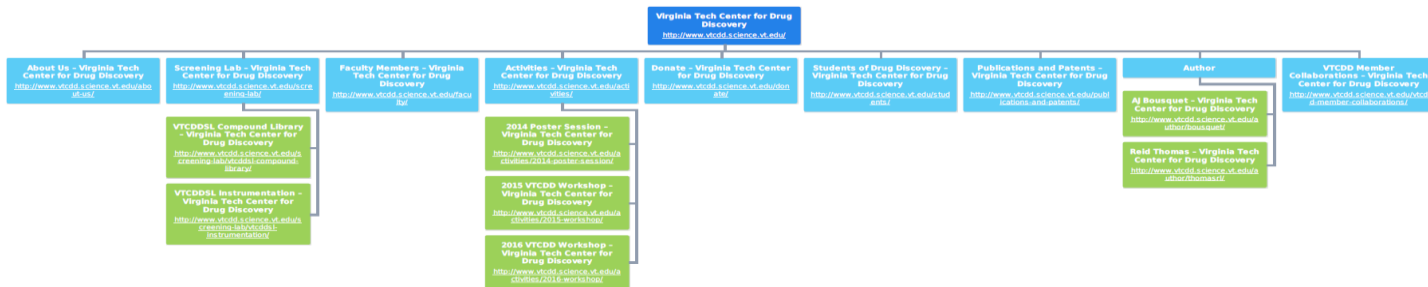 Virginia Tech Center for Drug
Discovery
http://www.vtcdd.science.vt.edu/
About Us – Virginia Tech
Center for Drug Discovery
http://www.vtcdd.science.vt.edu/abo
ut-us/
Screening Lab – Virginia Tech
Center for Drug Discovery
http://www.vtcdd.science.vt.edu/scre
ening-lab/
Faculty Members – Virginia
Tech Center for Drug
Discovery
http://www.vtcdd.science.vt.edu/facu
lty/
Activities – Virginia Tech
Center for Drug Discovery
http://www.vtcdd.science.vt.edu/acti
vities/
Donate – Virginia Tech Center
for Drug Discovery
http://www.vtcdd.science.vt.edu/don
ate/
Students of Drug Discovery –
Virginia Tech Center for Drug
Discovery
http://www.vtcdd.science.vt.edu/stud
ents/
Publications and Patents –
Virginia Tech Center for Drug
Discovery
http://www.vtcdd.science.vt.edu/publ
ications-and-patents/
Author
VTCDD Member
Collaborations – Virginia Tech
Center for Drug Discovery
http://www.vtcdd.science.vt.edu/vtcd
d-member-collaborations/
VTCDDSL Compound Library
– Virginia Tech Center for
Drug Discovery
http://www.vtcdd.science.vt.edu/s
creening-lab/vtcddsl-compound-
library/
VTCDDSL Instrumentation –
Virginia Tech Center for
Drug Discovery
http://www.vtcdd.science.vt.edu/s
creening-lab/vtcddsl-
instrumentation/
2014 Poster Session –
Virginia Tech Center for
Drug Discovery
http://www.vtcdd.science.vt.edu/a
ctivities/2014-poster-session/
2015 VTCDD Workshop –
Virginia Tech Center for
Drug Discovery
http://www.vtcdd.science.vt.edu/a
ctivities/2015-workshop/
2016 VTCDD Workshop –
Virginia Tech Center for
Drug Discovery
http://www.vtcdd.science.vt.edu/a
ctivities/2016-workshop/
AJ Bousquet – Virginia Tech
Center for Drug Discovery
http://www.vtcdd.science.vt.edu/a
uthor/bousquet/
Reid Thomas – Virginia Tech
Center for Drug Discovery
http://www.vtcdd.science.vt.edu/a
uthor/thomasrl/